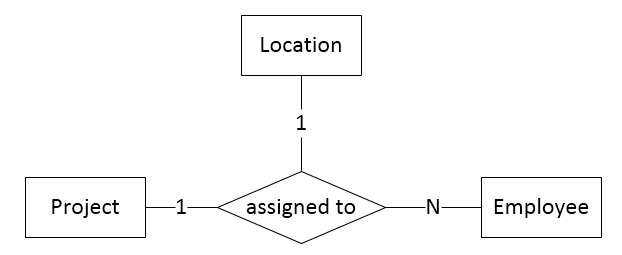 Location
1
Project
1
assigned to
N
Employee